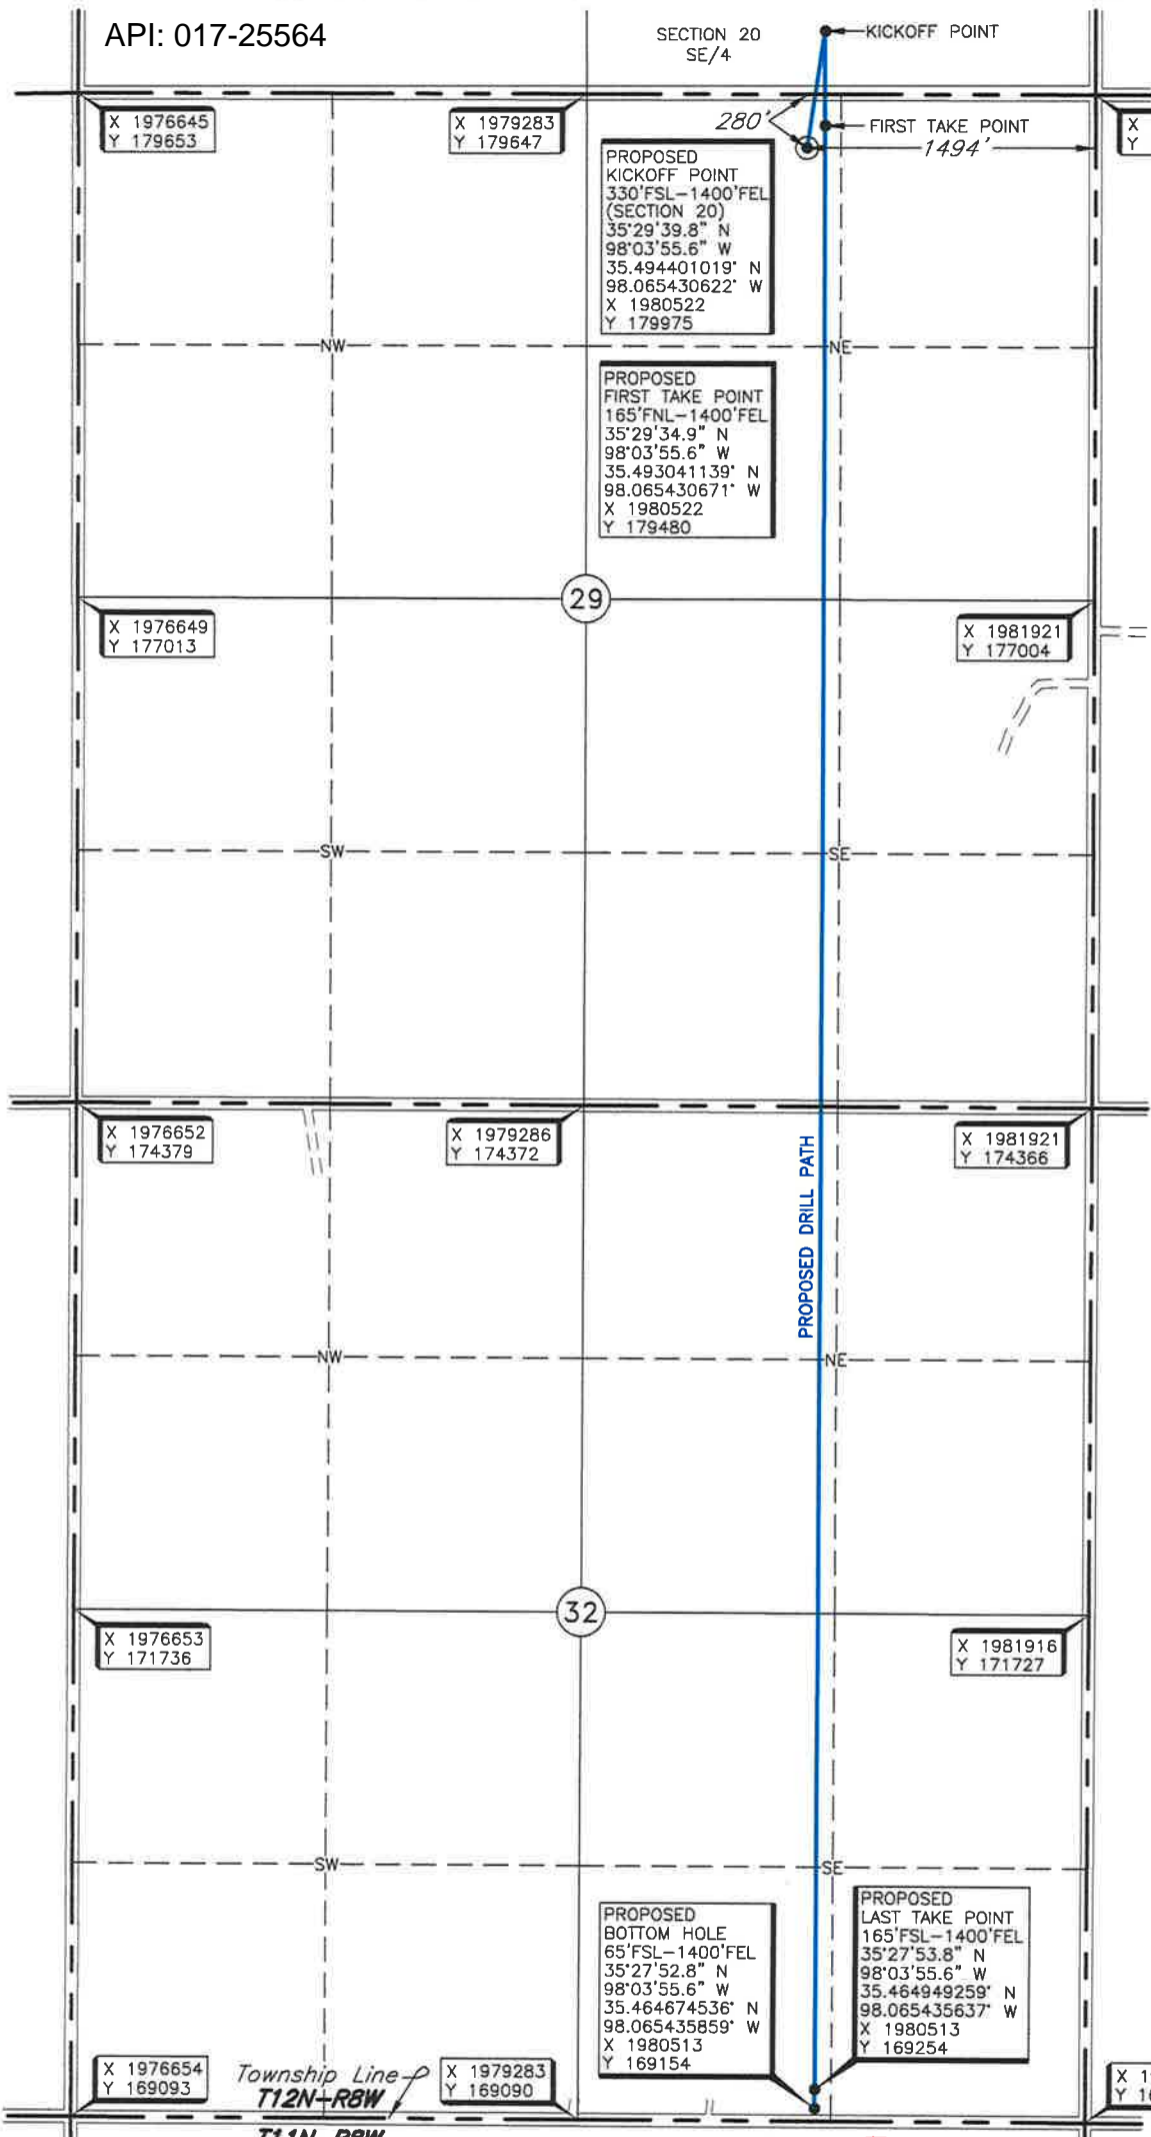 API: 017-25564
SECTION 20
SE/4
KICKOFF POINT
X 1976645
Y 179653
X 1979283
Y 179647
280'
FIRST TAKE POINT
1494'
X
Y
PROPOSED
KICKOFF POINT
330'FSL-1400'FEL
(SECTION 20)
35°29'39.8" N
98°03'55.6" W
35.494401019° N
98.065430622° W
X 1980522
Y 179975
NW
NE
PROPOSED
FIRST TAKE POINT
165'FNL-1400'FEL
35°29'34.9" N
98°03'55.6" W
35.493041139° N
98.065430671° W
X 1980522
Y 179480
29
X 1976649
Y 177013
X 1981921
Y 177004
SW
SE
X 1976652
Y 174379
X 1979286
Y 174372
X 1981921
Y 174366
PROPOSED DRILL PATH
NW
NE
32
X 1976653
Y 171736
X 1981916
Y 171727
SW
SE
PROPOSED
BOTTOM HOLE
65'FSL-1400'FEL
35°27'52.8" N
98°03'55.6" W
35.464674536° N
98.065435859° W
X 1980513
Y 169154
PROPOSED
LAST TAKE POINT
165'FSL-1400'FEL
35°27'53.8" N
98°03'55.6" W
35.464949259° N
98.065435637° W
X 1980513
Y 169254
X 1976654
Y 169093
Township Line
T12N-R8W
T11N-R8W
X 1979283
Y 169090
X 1
Y 1